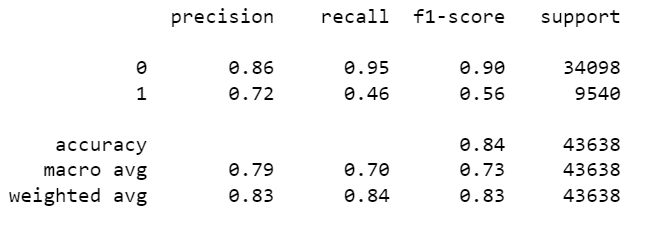 precision recall f1-score support
0 0.86 0.95 0.90 34098
1 0.72 0.46 0.56 9540
accuracy 0.84 43638
macro avg 0.79 0.70 0.73 43638
weighted avg 0.83 0.84 0.83 43638